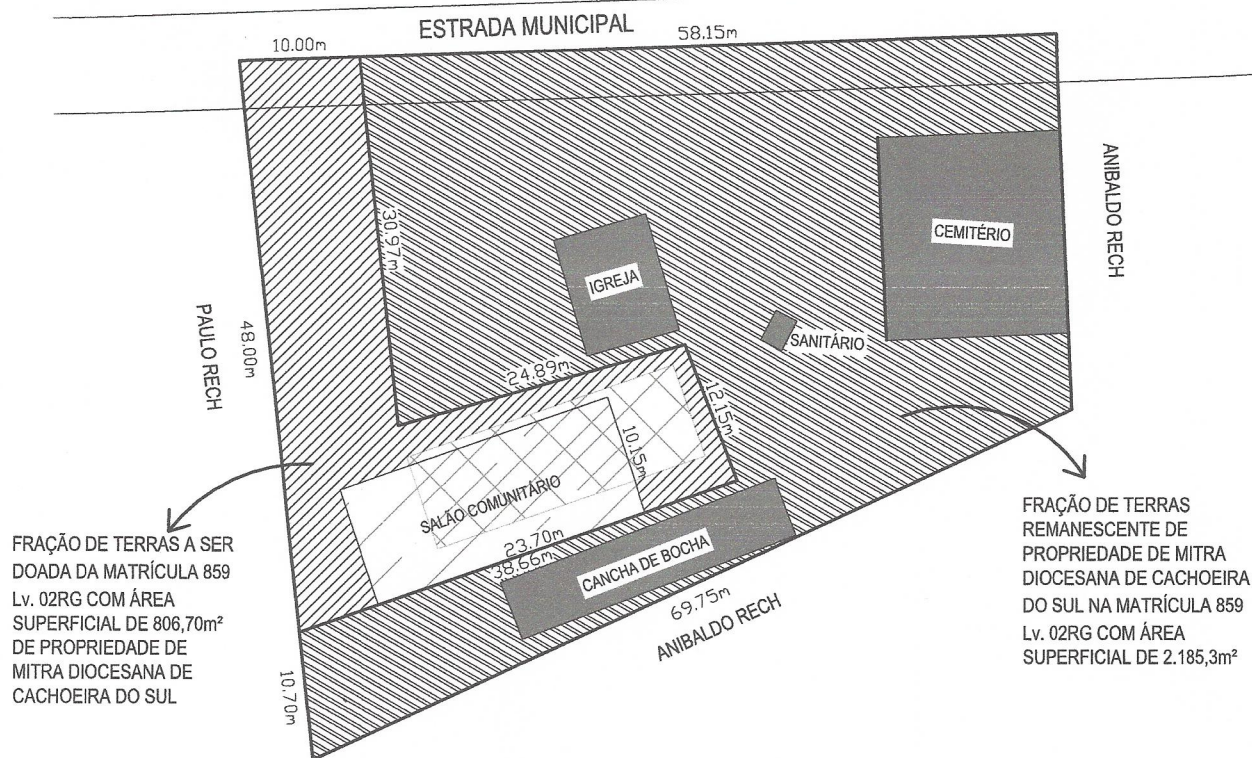 ESTRADA MUNICIPAL
10.00m
58.15m
30.97m
ANIBALDO RECH
CEMITÉRIO
IGREJA
SANITÁRIO
PAULO RECH
48.00m
24.89m
12.15m
10.15m
SALÃO COMUNITÁRIO
23.70m
38.66m
CANCHA DE BOCHA
69.75m
ANIBALDO RECH
10.70m
FRAÇÃO DE TERRAS A SER
DOADA DA MATRÍCULA 859
Lv. 02RG COM ÁREA
SUPERFICIAL DE 806,70m²
DE PROPRIEDADE DE
MITRA DIOCESANA DE
CACHOEIRA DO SUL
FRAÇÃO DE TERRAS
REMANESCENTE DE
PROPRIEDADE DE MITRA
DIOCESANA DE CACHOEIRA
DO SUL NA MATRÍCULA 859
Lv. 02RG COM ÁREA
SUPERFICIAL DE 2.185,3m²